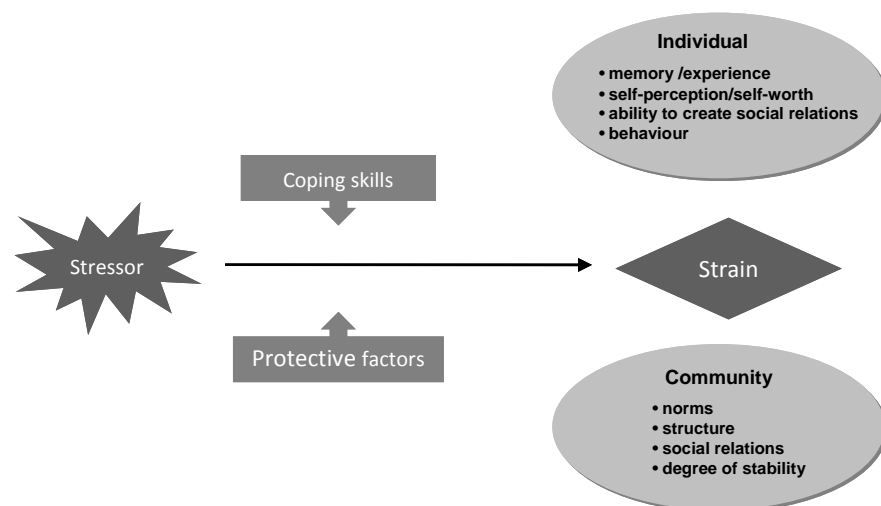 Individual
• memory /experience
• self-perception/self-worth
• ability to create social relations
• behaviour
Coping skills
Stressor
Strain
Protective factors
Community
• norms
• structure
• social relations
• degree of stability